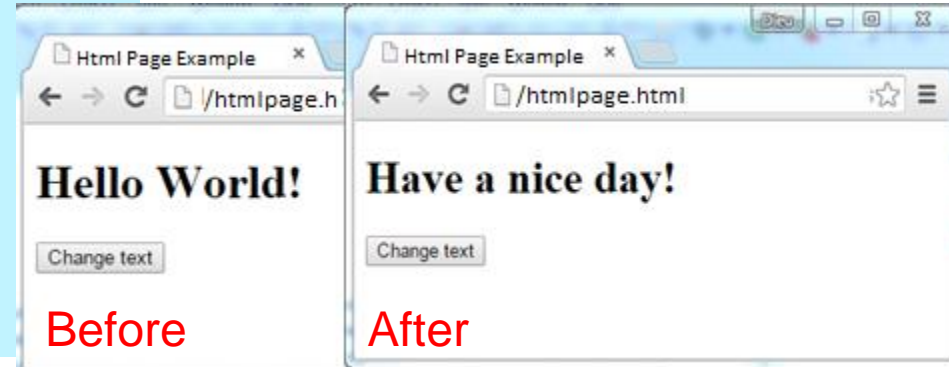 Html Page Example
/htmlpage.h
Hello World!
Change text
Before
Html Page Example
/htmlpage.html
Have a nice day!
Change text
After